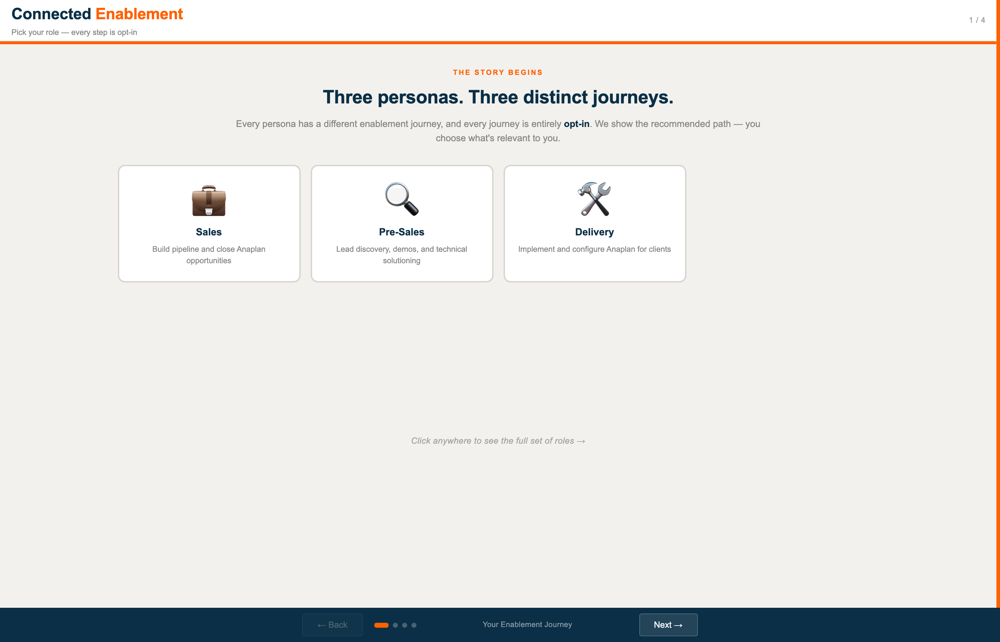 Connected Enablement
Pick your role — every step is opt-in
1 / 4
THE STORY BEGINS
Three personas. Three distinct journeys.
Every persona has a different enablement journey, and every journey is entirely opt-in. We show the recommended path — you
choose what's relevant to you.
Sales
Build pipeline and close Anaplan
opportunities
Pre-Sales
Lead discovery, demos, and technical
solutioning
Delivery
Implement and configure Anaplan for clients
Click anywhere to see the full set of roles →
← Back
Your Enablement Journey
Next →